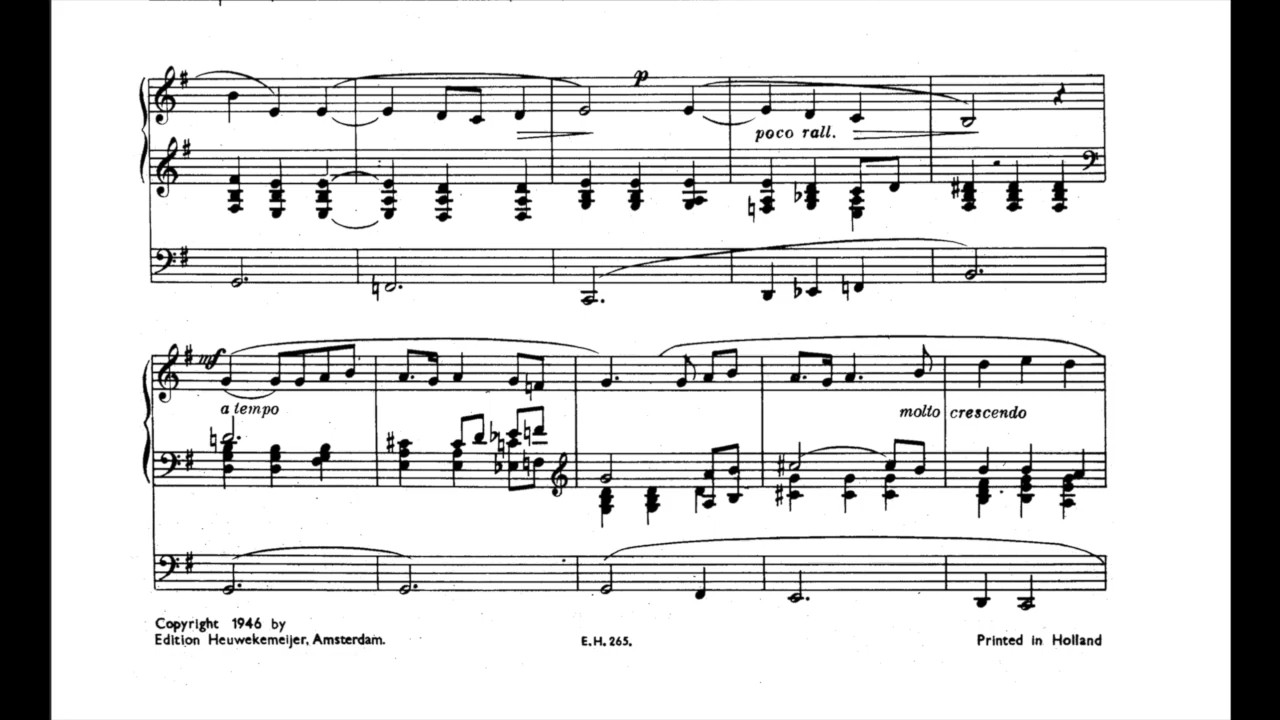 p
poco rall.
mf
a tempo
molto crescendo
Copyright 1946 by
Edition Heuwekemeijer, Amsterdam.
E.H. 265.
Printed in Holland